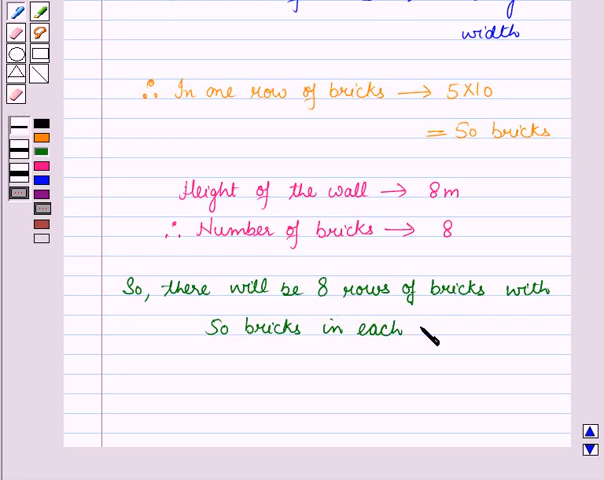 width
∴ In one row of bricks → 5×10
= 50 bricks
Height of the wall → 8m
∴ Number of bricks → 8
So, there will be 8 rows of bricks with
50 bricks in each